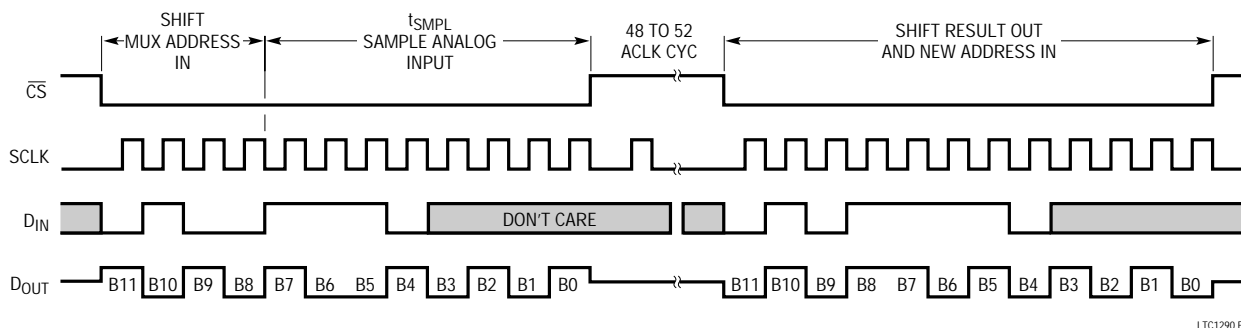 SHIFT
MUX ADDRESS
IN
tSMPL
SAMPLE ANALOG
INPUT
48 TO 52
ACLK CYC
SHIFT RESULT OUT
AND NEW ADDRESS IN
CS
SCLK
DIN
DON'T CARE
DOUT
B11 B10 B9 B8 B7 B6 B5 B4 B3 B2 B1 B0
B11 B10 B9 B8 B7 B6 B5 B4 B3 B2 B1 B0